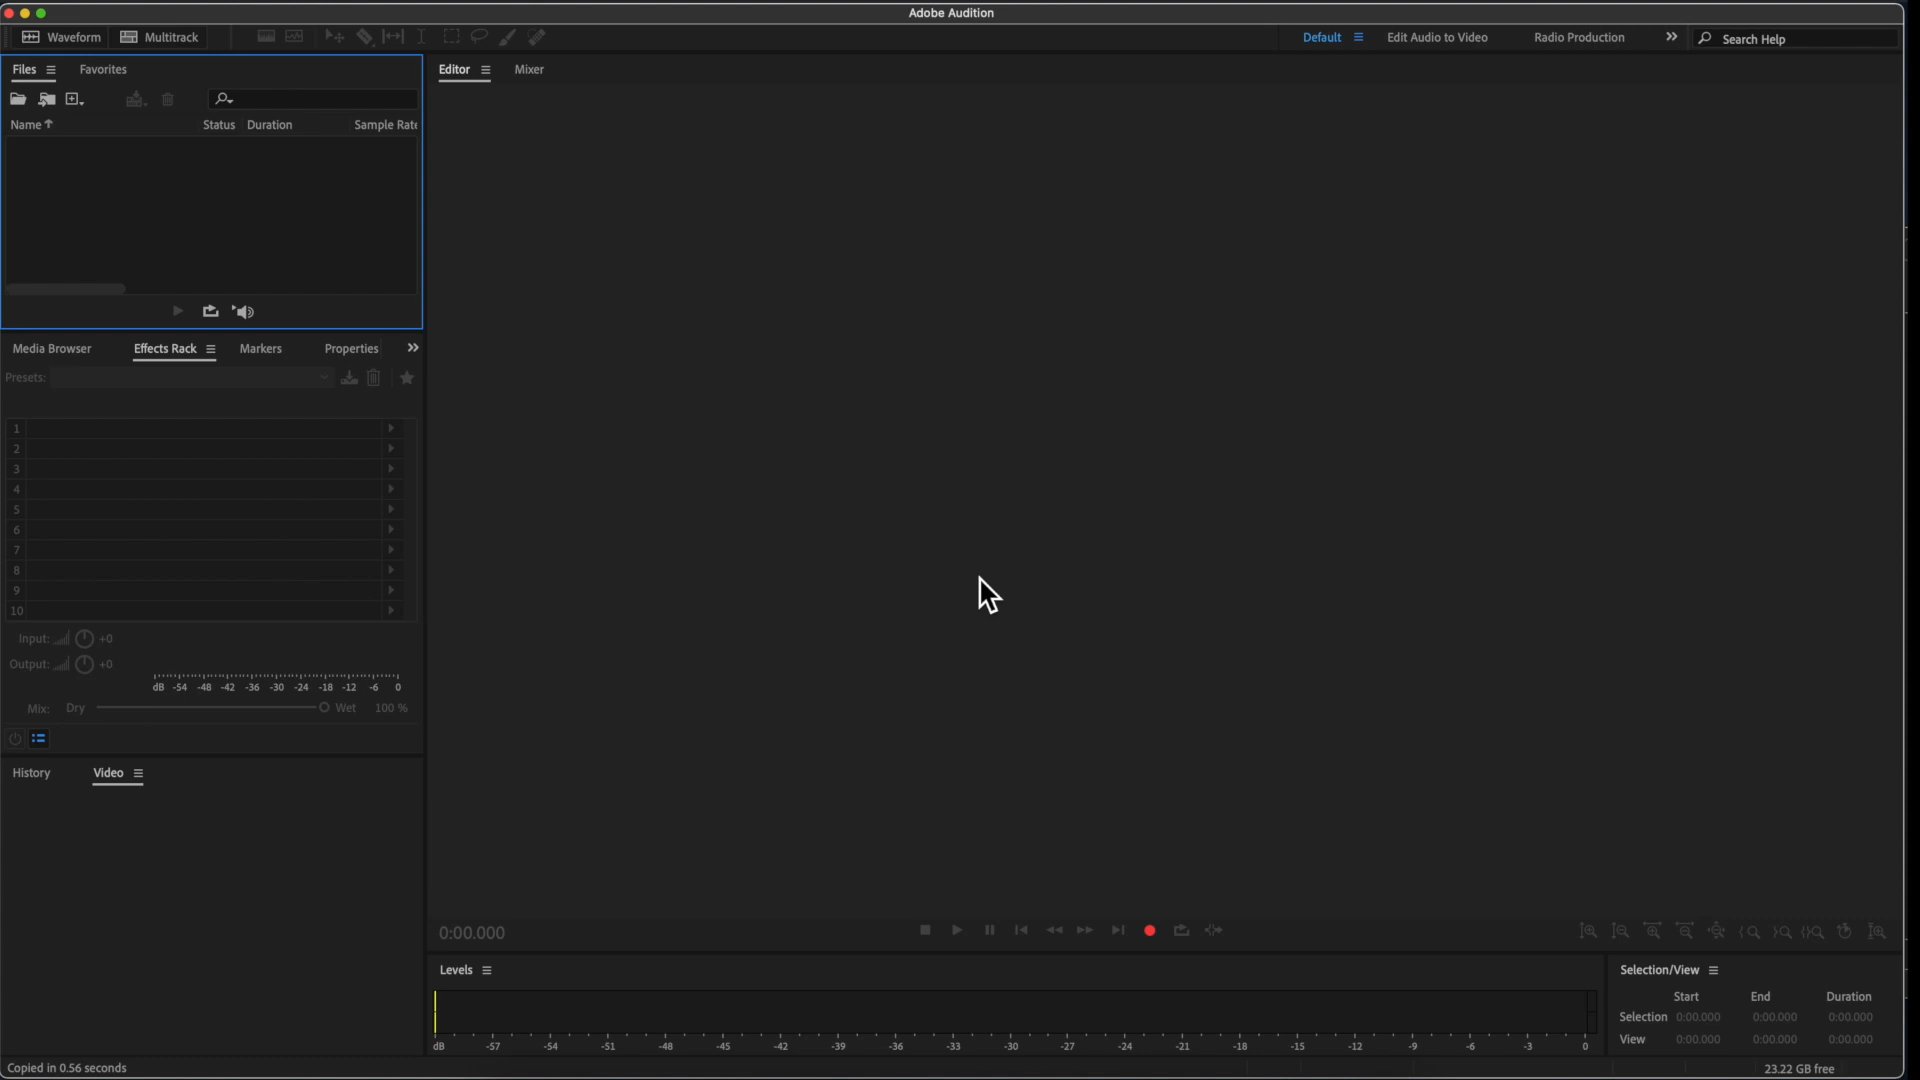 Adobe Audition
Waveform Multitrack Default Edit Audio to Video Radio Production Search Help
Files Favorites
Editor Mixer
Name Status Duration Sample Rate
Media Browser Effects Rack Markers Properties
Presets:
1
2
3
4
5
6
7
8
9
10
Input: +0
Output: +0
dB -54 -48 -42 -36 -30 -24 -18 -12 -6 0
Mix: Dry Wet 100 %
History Video
0:00.000
Levels
dB -57 -54 -51 -48 -45 -42 -39 -36 -33 -30 -27 -24 -21 -18 -15 -12 -9 -6 -3 0
Selection/View
Start End Duration
Selection 0:00.000 0:00.000 0:00.000
View 0:00.000 0:00.000 0:00.000
Copied in 0.56 seconds
23.22 GB free